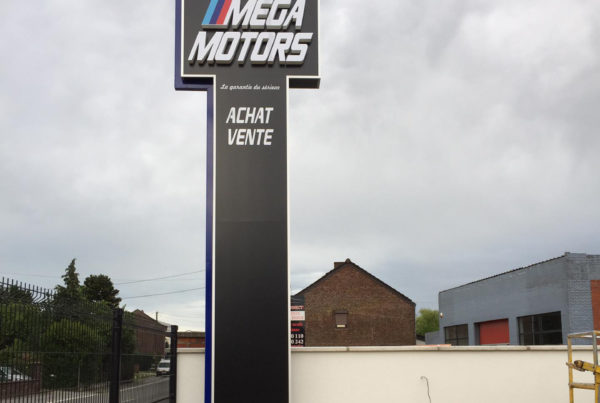 MEGA
MOTORS
La garantie du sérieux
ACHAT
VENTE